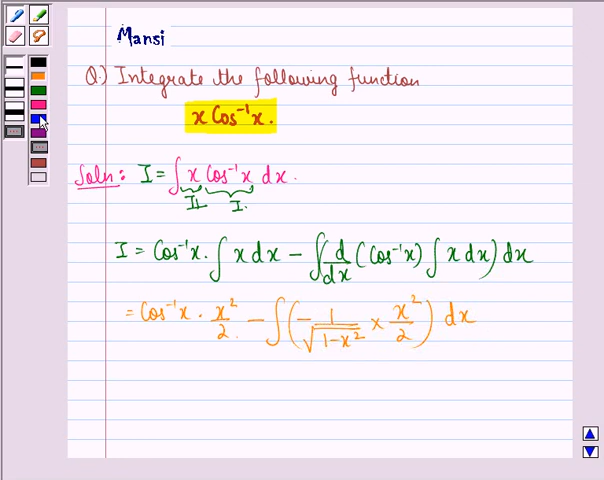 Mansi
Q.) Integrate the following function
x Cos⁻¹x.
Soln: I = ∫ x Cos⁻¹x dx.
II I.
I = Cos⁻¹x . ∫ x dx − ∫ d/dx (Cos⁻¹x) ∫ x dx) dx
= Cos⁻¹x . x²/2 − ∫ (− 1/√(1−x²) × x²/2) dx